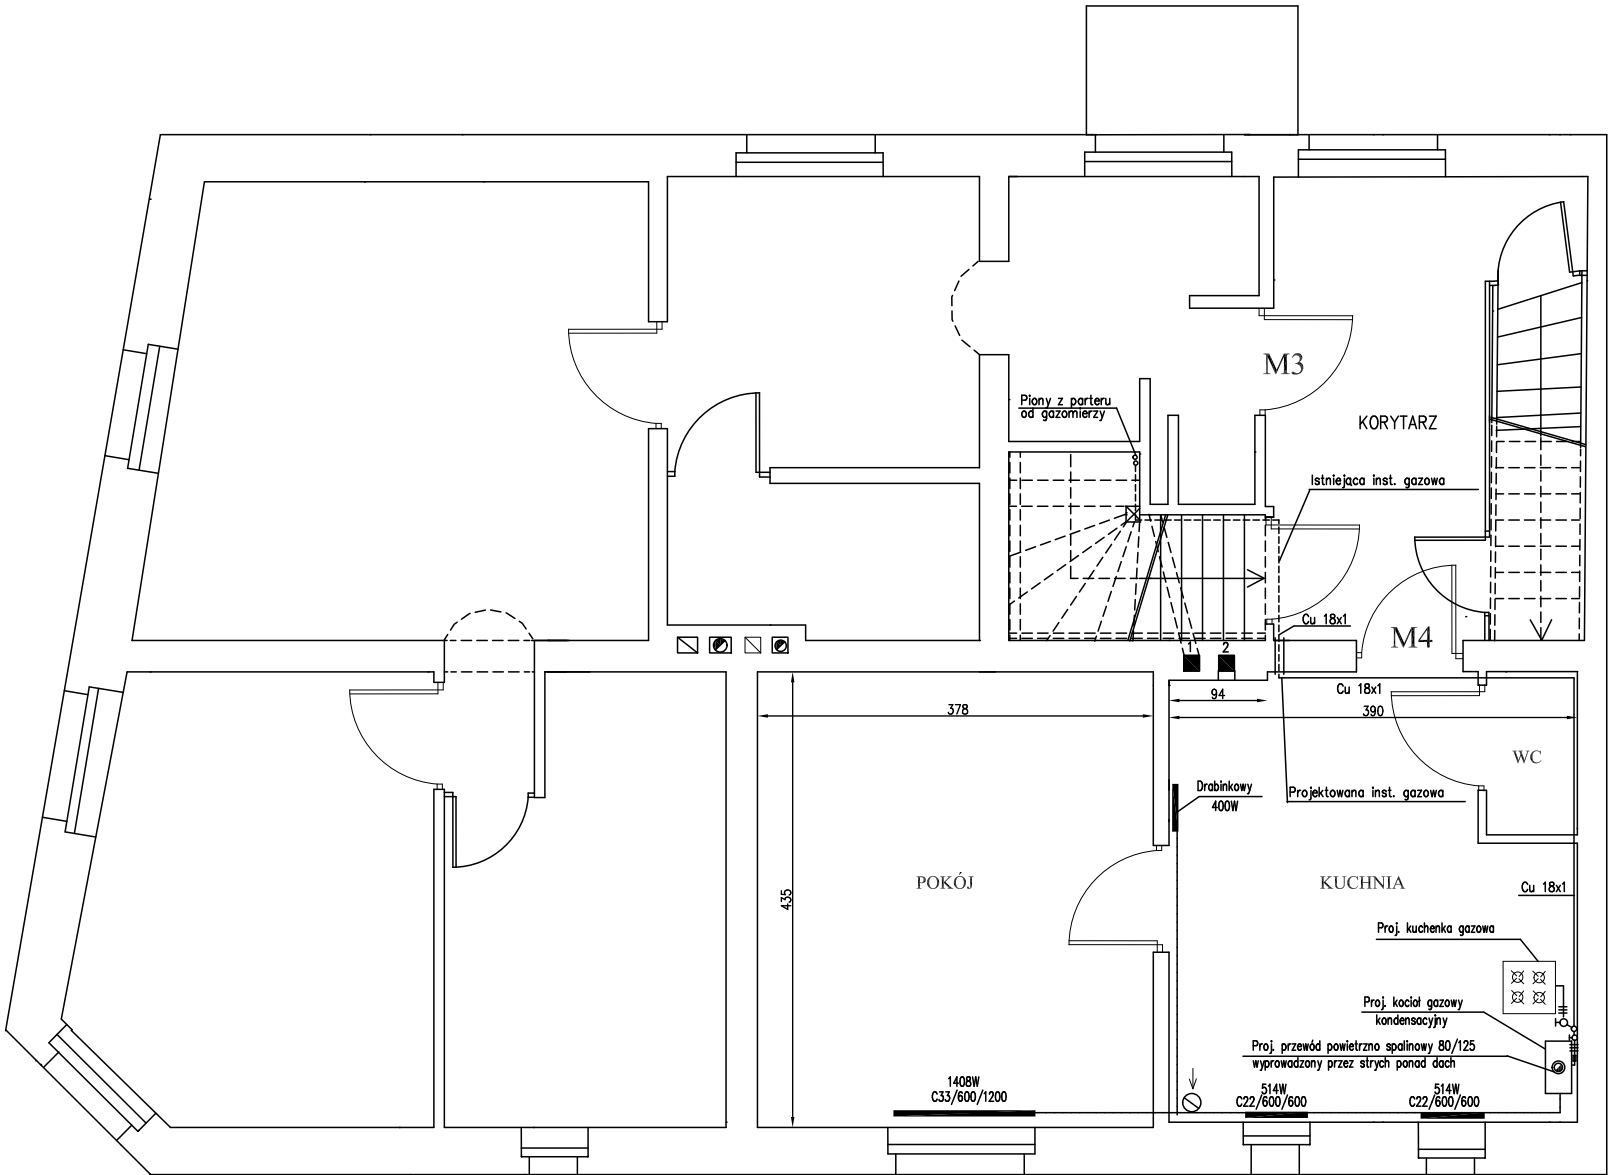 M3
Piony z parteru
od gazomierzy
KORYTARZ
Istniejąca inst. gazowa
Cu 18x1
M4
1
2
94
Cu 18x1
378
390
WC
Drabinkowy
400W
Projektowana inst. gazowa
435
POKÓJ
KUCHNIA
Cu 18x1
Proj. kuchenka gazowa
Proj. kocioł gazowy
kondensacyjny
Proj. przewód powietrzno spalinowy 80/125
wyprowadzony przez strych ponad dach
1408W
C33/600/1200
514W
C22/600/600
514W
C22/600/600